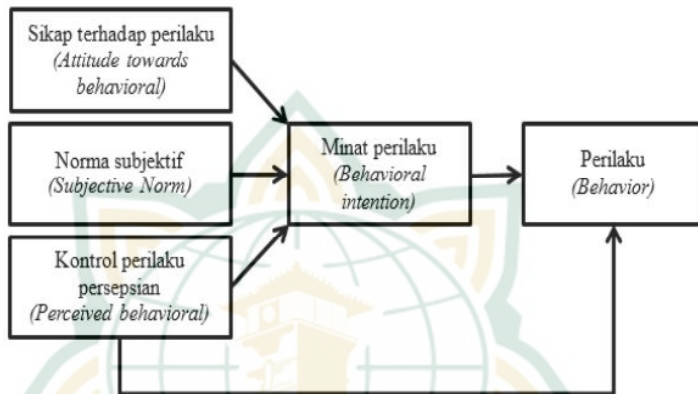 Sikap terhadap perilaku
(Attitude towards
behavioral)
Norma subjektif
(Subjective Norm)
Kontrol perilaku
persepsian
(Perceived behavioral)
Minat perilaku
(Behavioral
intention)
Perilaku
(Behavior)